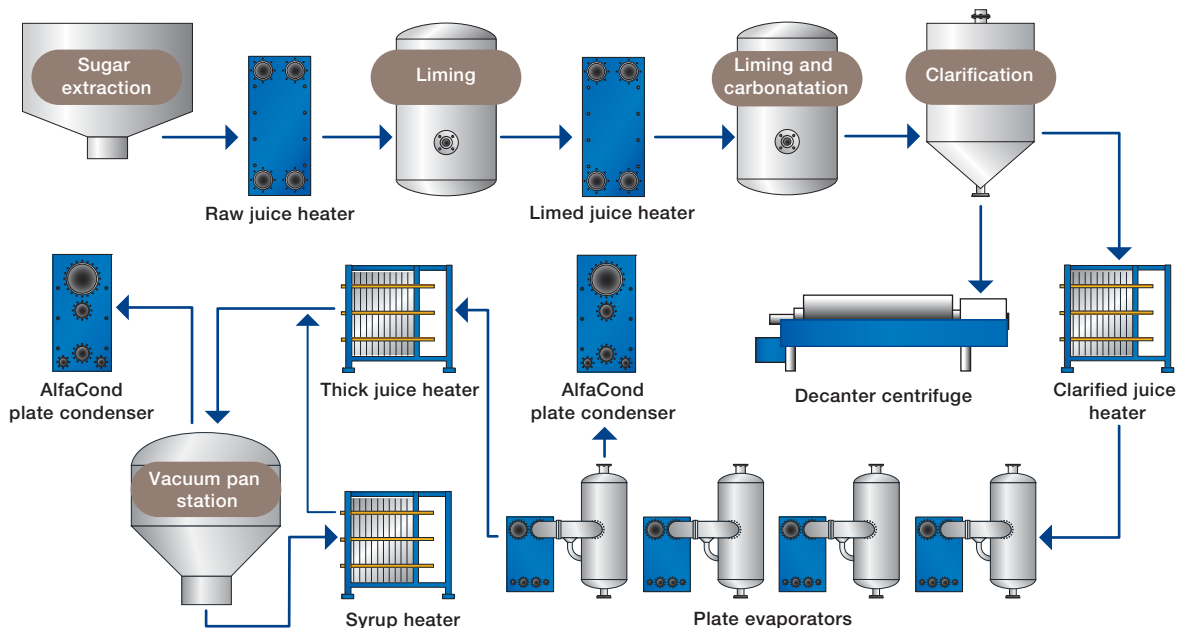 Sugar
extraction
Liming
Liming and
carbonatation
Clarification
Raw juice heater
Limed juice heater
AlfaCond
plate condenser
Thick juice heater
AlfaCond
plate condenser
Decanter centrifuge
Clarified juice
heater
Vacuum pan
station
Syrup heater
Plate evaporators